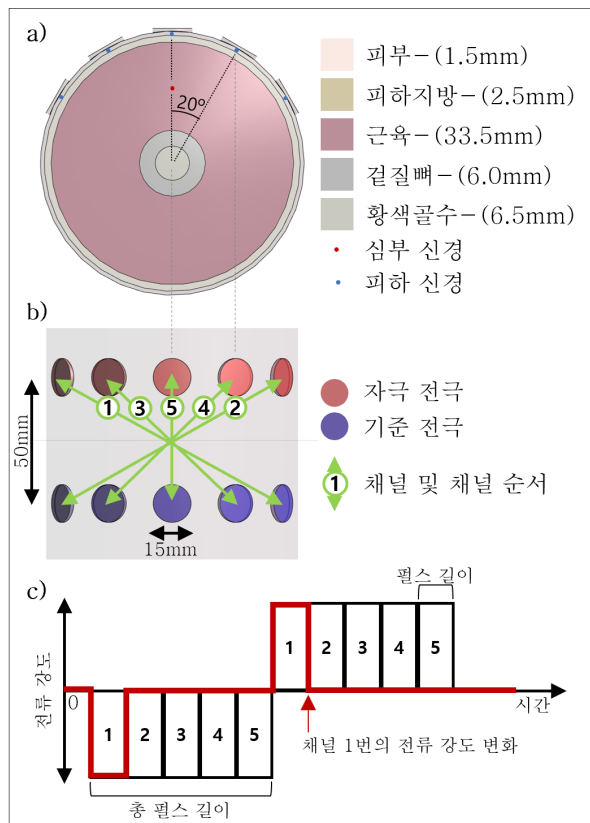 a)
20°
피부-(1.5mm)
피하지방-(2.5mm)
근육-(33.5mm)
겉질뼈-(6.0mm)
황색골수-(6.5mm)
심부 신경
피하 신경
b)
50mm
1 3 5 4 2
15mm
자극 전극
기준 전극
1 채널 및 채널 순서
c)
펄스 길이
전류 강도
0
1 2 3 4 5
1 2 3 4 5
시간
채널 1번의 전류 강도 변화
총 펄스 길이